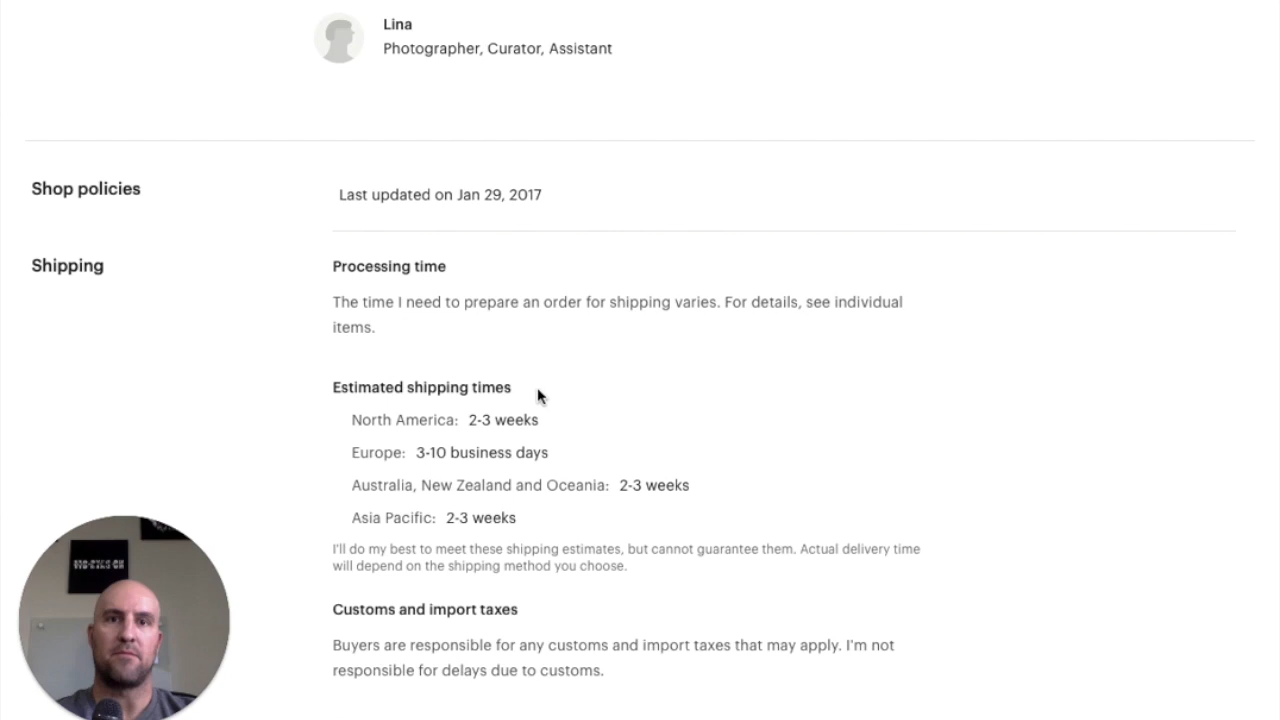 Lina
Photographer, Curator, Assistant
Shop policies
Last updated on Jan 29, 2017
Shipping
Processing time
The time I need to prepare an order for shipping varies. For details, see individual
items.
Estimated shipping times
North America: 2-3 weeks
Europe: 3-10 business days
Australia, New Zealand and Oceania: 2-3 weeks
Asia Pacific: 2-3 weeks
I'll do my best to meet these shipping estimates, but cannot guarantee them. Actual delivery time
will depend on the shipping method you choose.
Customs and import taxes
Buyers are responsible for any customs and import taxes that may apply. I'm not
responsible for delays due to customs.